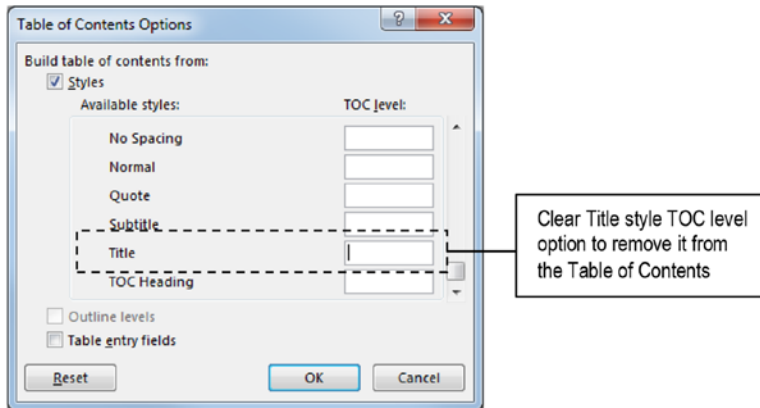 Table of Contents Options
Build table of contents from:
Styles
Available styles: TOC level:
No Spacing
Normal
Quote
Subtitle
Title
TOC Heading
Outline levels
Table entry fields
Reset OK Cancel
Clear Title style TOC level
option to remove it from
the Table of Contents